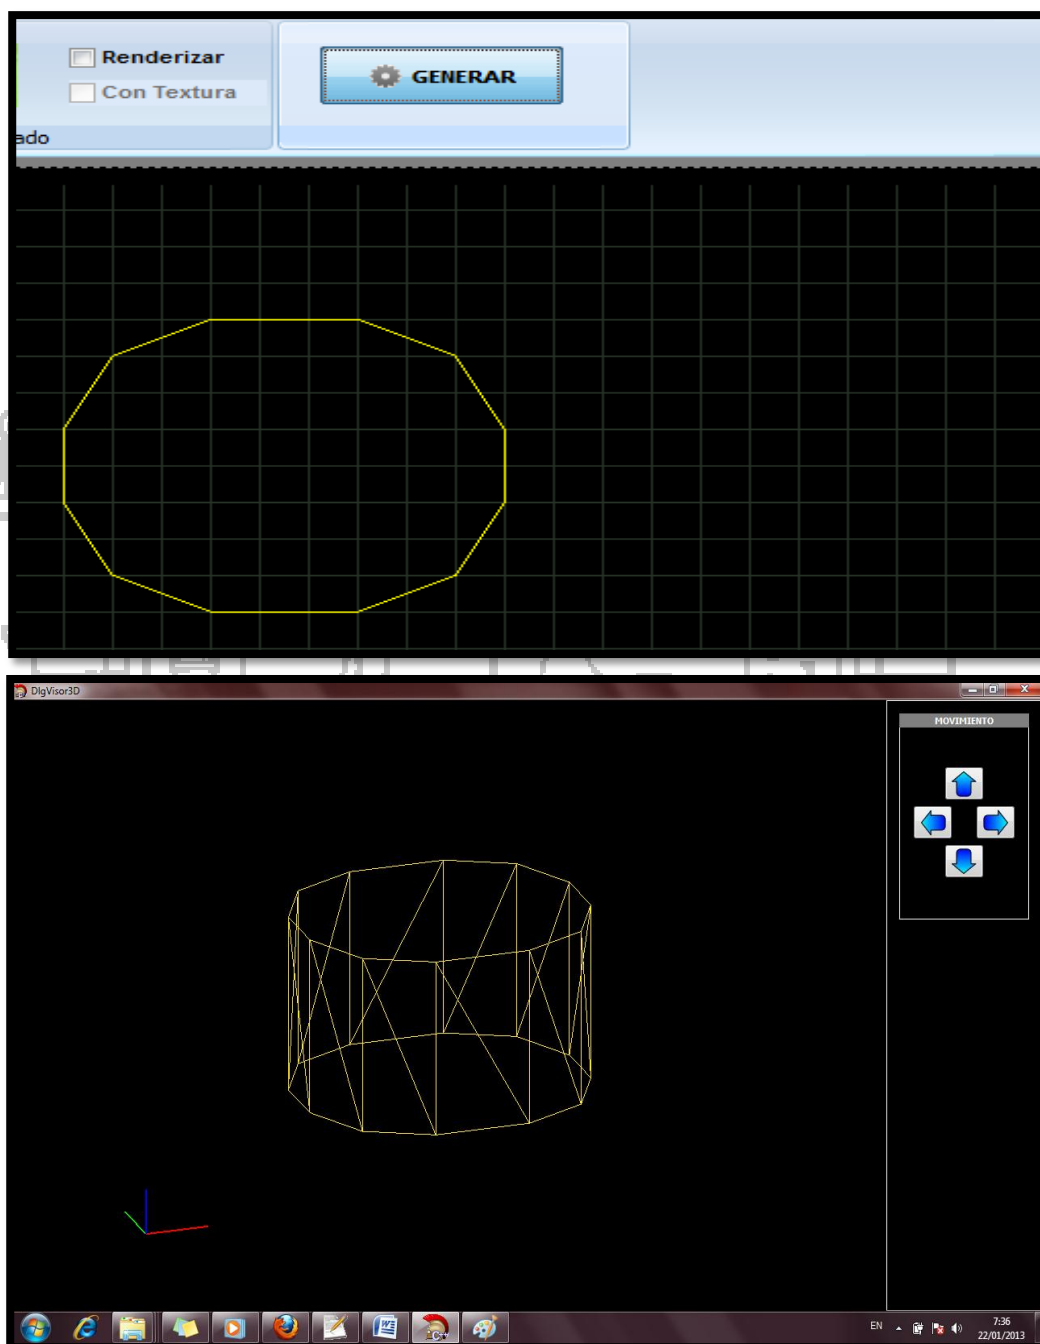 Renderizar
GENERAR
Con Textura
ado
DlgVisor3D
MOVIMIENTO
C++
EN
7:36
22/01/2013